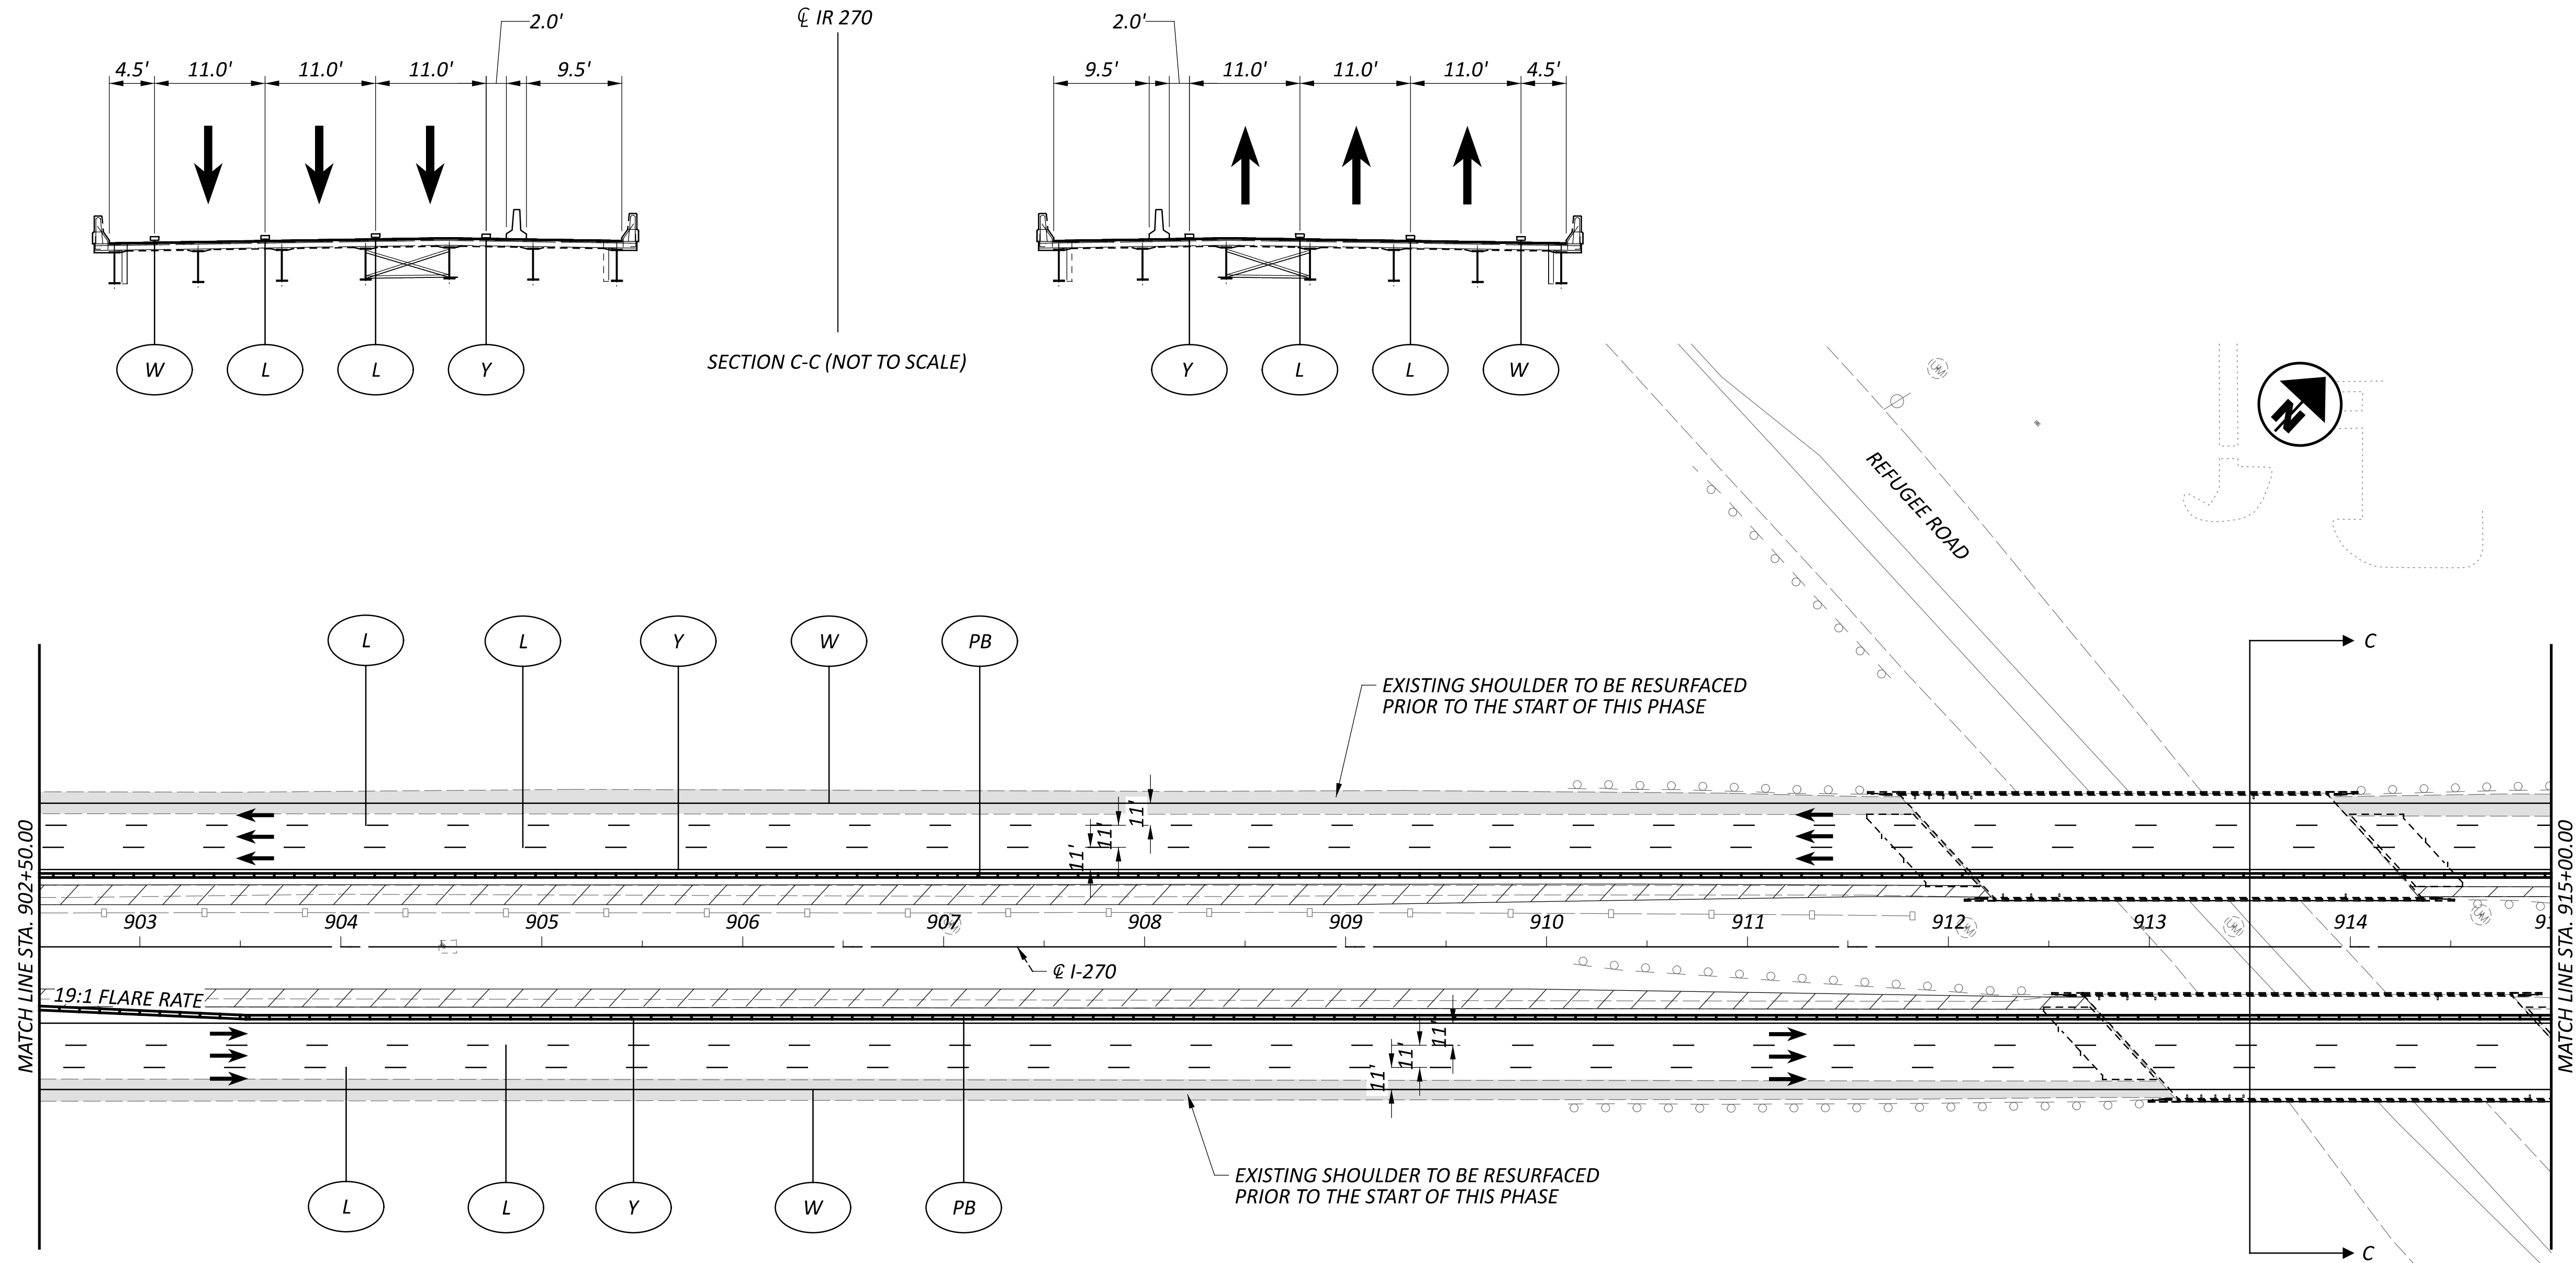 2.0'
℄ IR 270
2.0'
4.5' 11.0' 11.0' 11.0' 9.5'
9.5' 11.0' 11.0' 11.0' 4.5'
W L L Y
SECTION C-C (NOT TO SCALE)
Y L L W
N
REFUGEE ROAD
L L Y W PB
C
EXISTING SHOULDER TO BE RESURFACED
PRIOR TO THE START OF THIS PHASE
MATCH LINE STA. 902+50.00
11' 11' 11'
903 904 905 906 907 908 909 910 911 912 913 914
℄ I-270
19:1 FLARE RATE
11' 11' 11'
MATCH LINE STA. 915+00.00
EXISTING SHOULDER TO BE RESURFACED
PRIOR TO THE START OF THIS PHASE
L L Y W PB
C